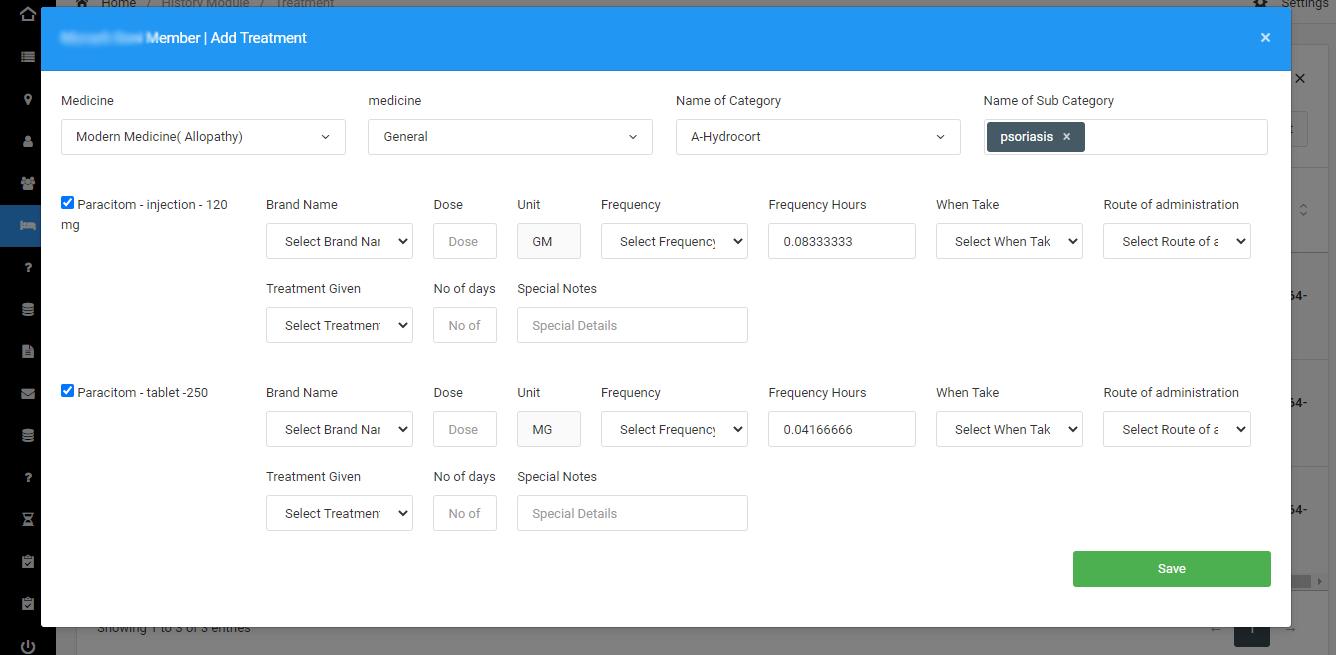 Home / History Module / Treatment
Settings
Member | Add Treatment
×
Medicine
medicine
Name of Category
Name of Sub Category
Modern Medicine( Allopathy)
General
A-Hydrocort
psoriasis ×
Paracitom - injection - 120
mg
Brand Name
Dose
Unit
Frequency
Frequency Hours
When Take
Route of administration
Select Brand Nar
Dose
GM
Select Frequency
0.08333333
Select When Tak
Select Route of a
Treatment Given
No of days
Special Notes
Select Treatmen
No of
Special Details
64-
Paracitom - tablet -250
Brand Name
Dose
Unit
Frequency
Frequency Hours
When Take
Route of administration
64-
Select Brand Nar
Dose
MG
Select Frequency
0.04166666
Select When Tak
Select Route of a
Treatment Given
No of days
Special Notes
Select Treatmen
No of
Special Details
64-
Save
Showing 1 to 3 of 3 entries
1